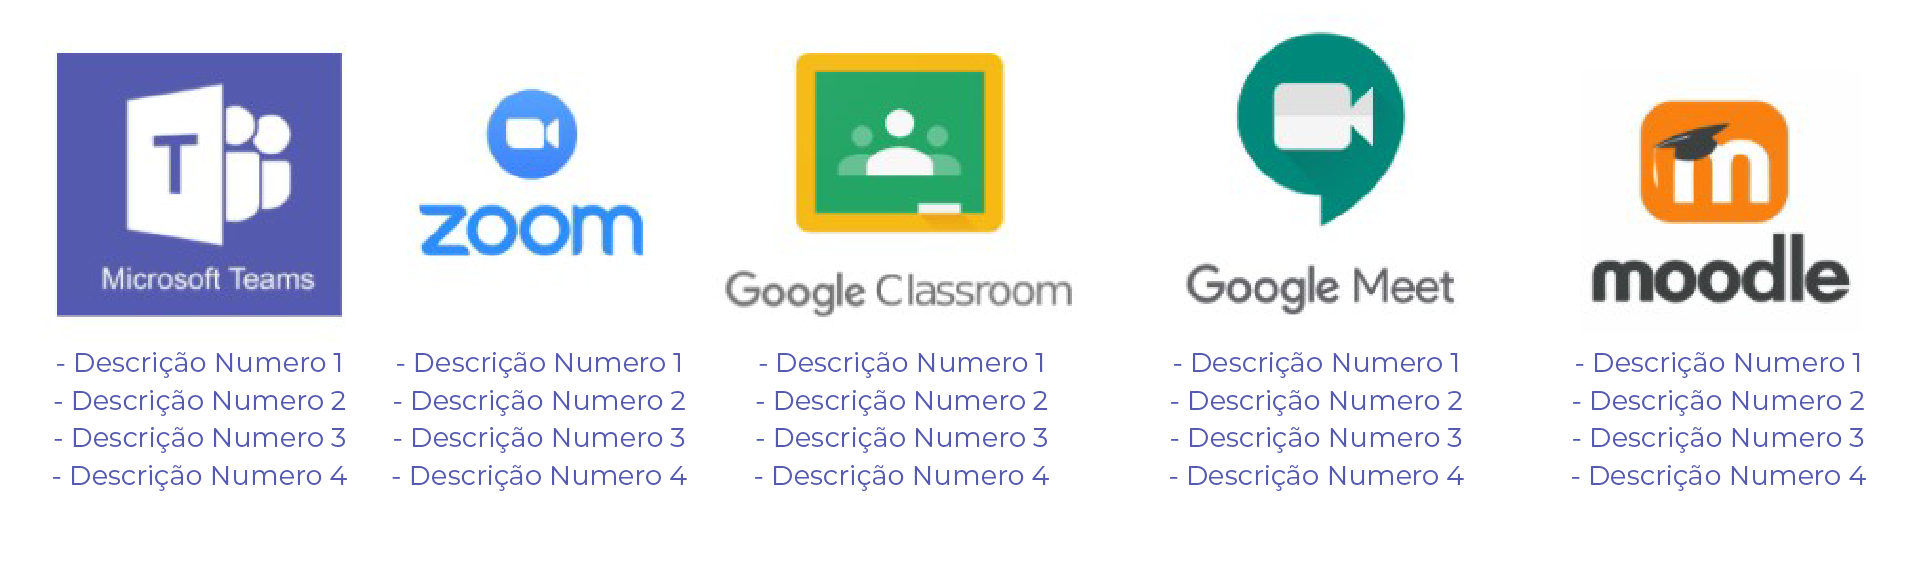 Microsoft Teams
- Descrição Numero 1
- Descrição Numero 2
- Descrição Numero 3
- Descrição Numero 4
zoom
- Descrição Numero 1
- Descrição Numero 2
- Descrição Numero 3
- Descrição Numero 4
Google Classroom
- Descrição Numero 1
- Descrição Numero 2
- Descrição Numero 3
- Descrição Numero 4
Google Meet
- Descrição Numero 1
- Descrição Numero 2
- Descrição Numero 3
- Descrição Numero 4
m
moodle
- Descrição Numero 1
- Descrição Numero 2
- Descrição Numero 3
- Descrição Numero 4